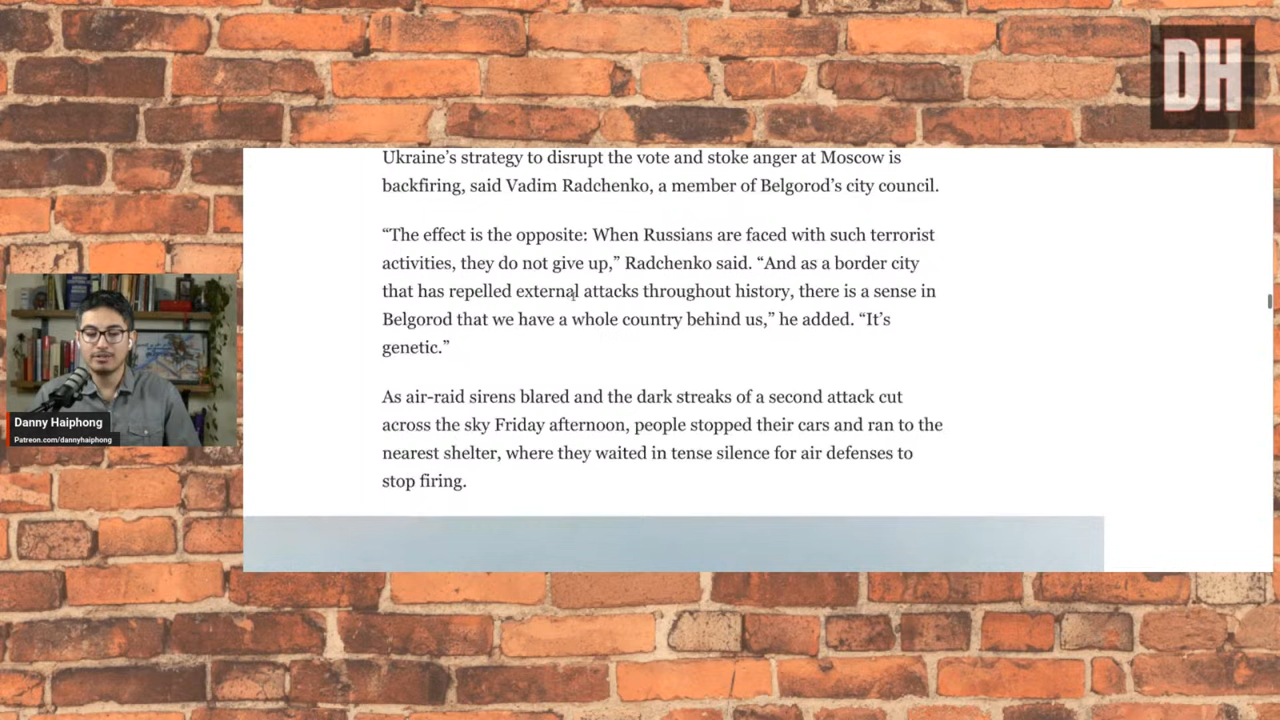 DH
Ukraine’s strategy to disrupt the vote and stoke anger at Moscow is
backfiring, said Vadim Radchenko, a member of Belgorod’s city council.
“The effect is the opposite: When Russians are faced with such terrorist
activities, they do not give up,” Radchenko said. “And as a border city
that has repelled external attacks throughout history, there is a sense in
Belgorod that we have a whole country behind us,” he added. “It’s
genetic.”
As air-raid sirens blared and the dark streaks of a second attack cut
across the sky Friday afternoon, people stopped their cars and ran to the
nearest shelter, where they waited in tense silence for air defenses to
stop firing.
Danny Haiphong
Patreon.com/dannyhaiphong